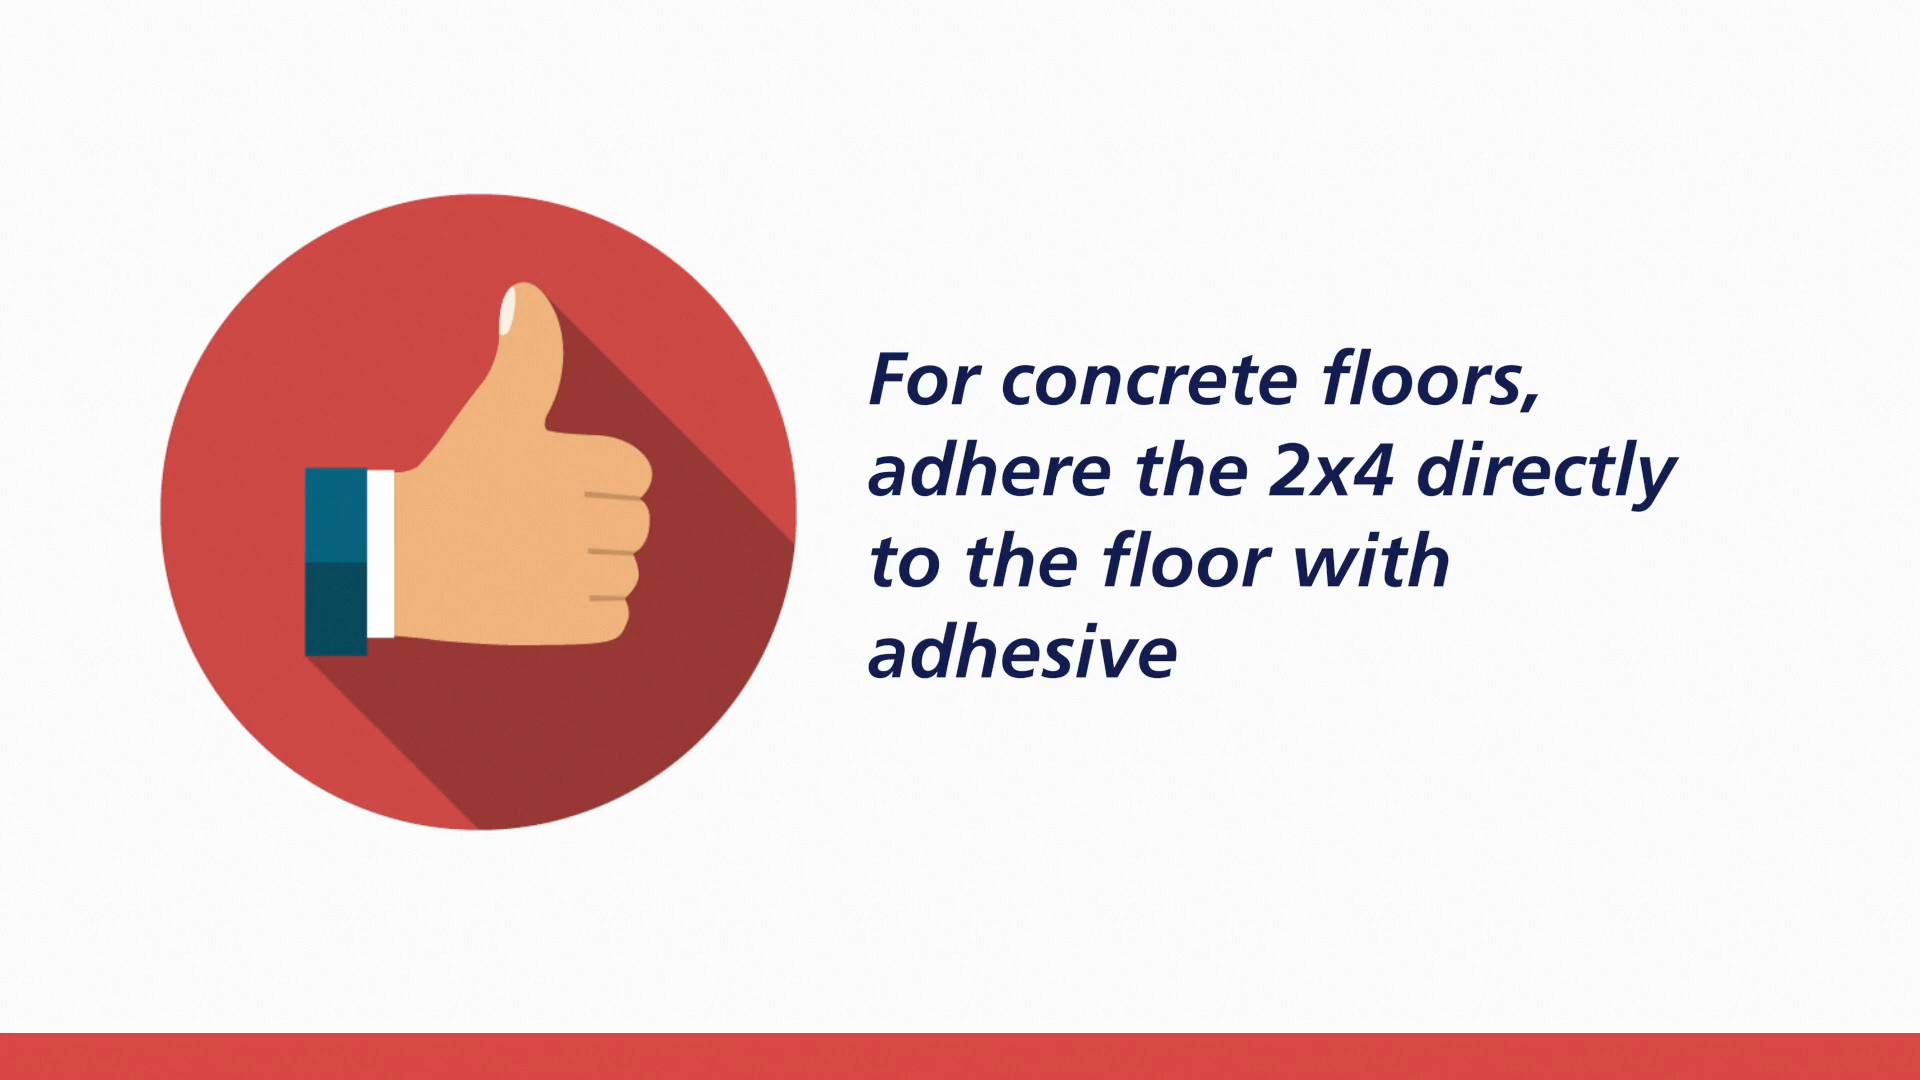 For concrete floors,
adhere the 2x4 directly
to the floor with
adhesive